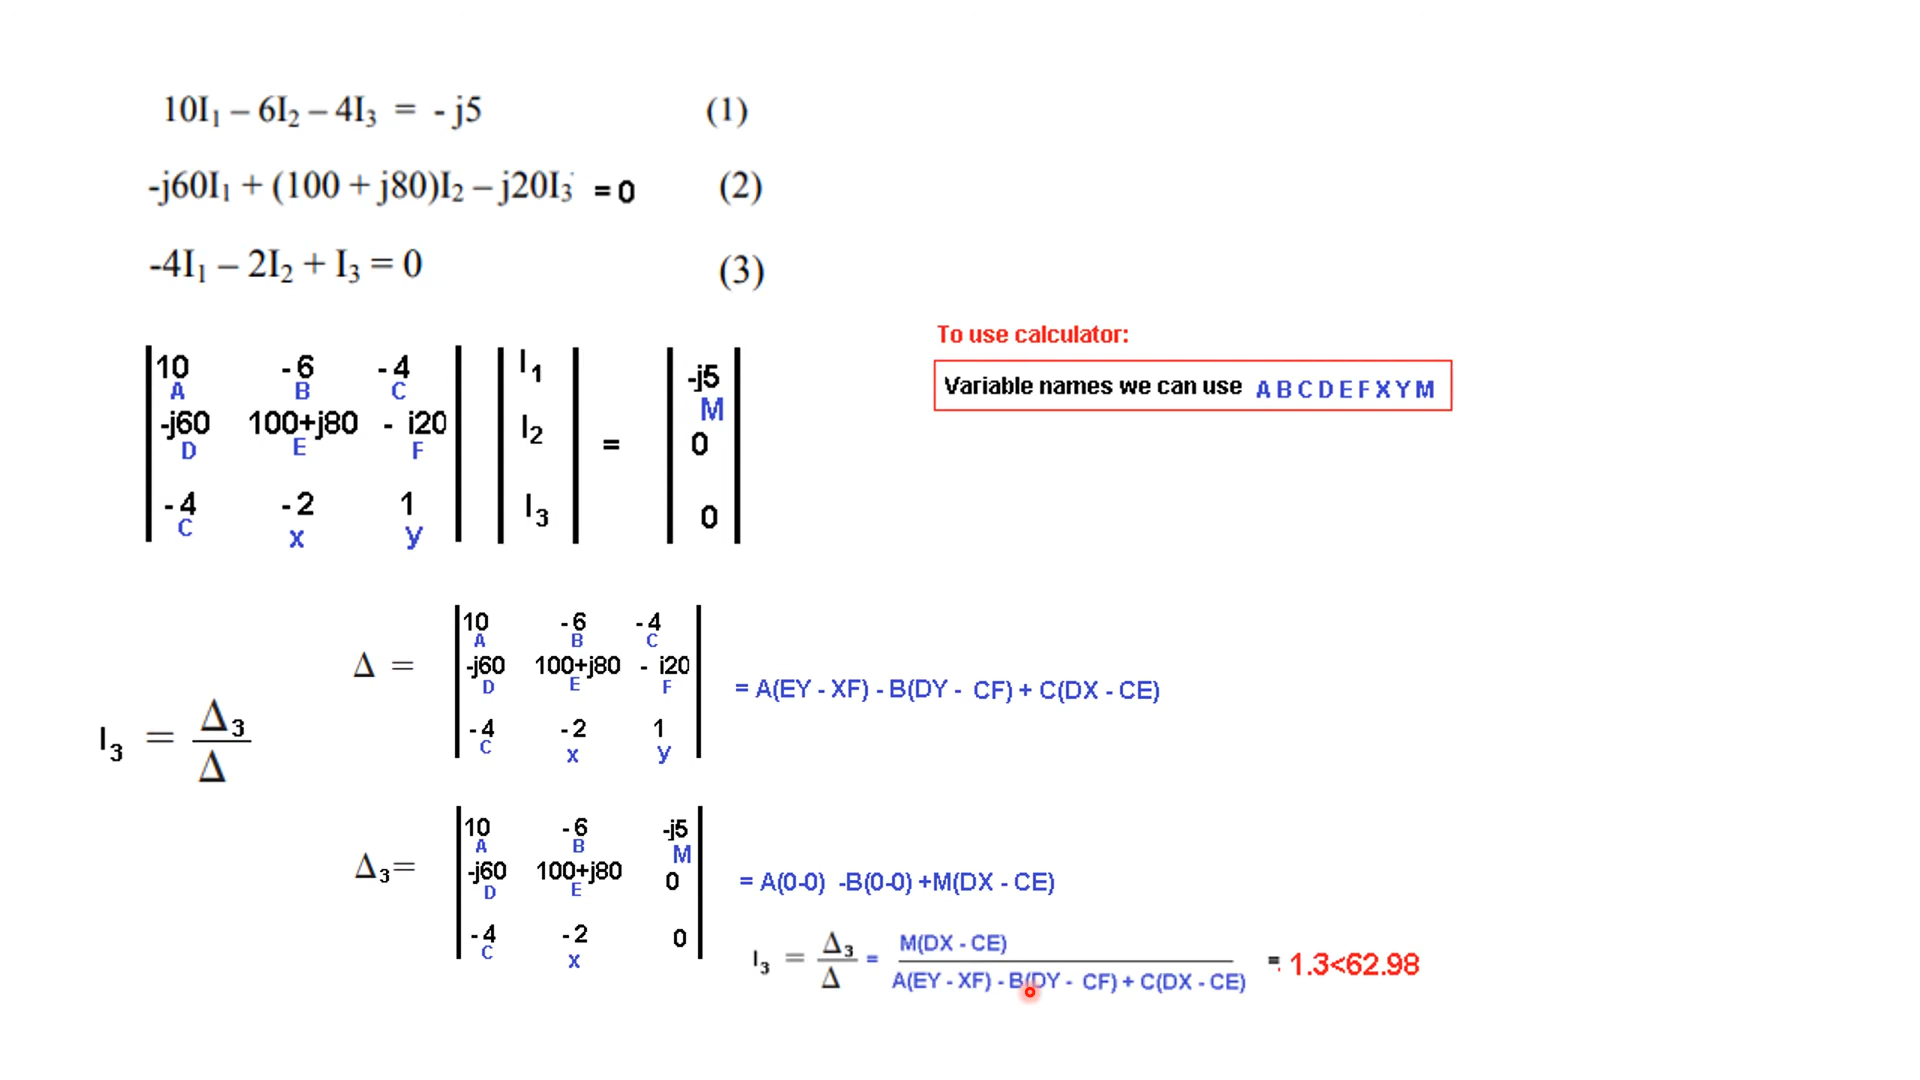 10I₁ – 6I₂ – 4I₃ = - j5 (1)
-j60I₁ + (100 + j80)I₂ – j20I₃ = 0 (2)
-4I₁ – 2I₂ + I₃ = 0 (3)
To use calculator:
Variable names we can use A B C D E F X Y M
10 -6 -4 I₁ -j5
A B C M
-j60 100+j80 - i20 I₂ = 0
D E F
-4 -2 1 I₃ 0
C x y
10 -6 -4
A B C
Δ = -j60 100+j80 - i20
D E F
= A(EY - XF) - B(DY - CF) + C(DX - CE)
-4 -2 1
C x y
I₃ = Δ₃
Δ
10 -6 -j5
A B M
Δ₃= -j60 100+j80 0
D E
= A(0-0) -B(0-0) +M(DX - CE)
-4 -2 0
C x
I₃ = Δ₃ = M(DX - CE) = 1.3<62.98
Δ A(EY - XF) - B(DY - CF) + C(DX - CE)